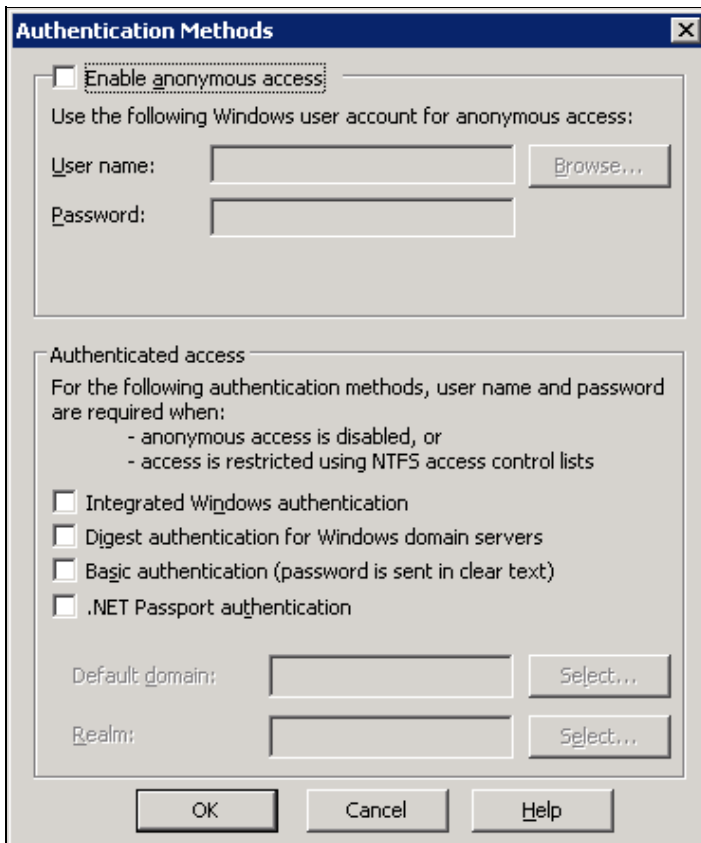 Authentication Methods
Enable anonymous access
Use the following Windows user account for anonymous access:
User name:
Browse...
Password:
Authenticated access
For the following authentication methods, user name and password
are required when:
- anonymous access is disabled, or
- access is restricted using NTFS access control lists
Integrated Windows authentication
Digest authentication for Windows domain servers
Basic authentication (password is sent in clear text)
.NET Passport authentication
Default domain:
Select...
Realm:
Select...
OK
Cancel
Help